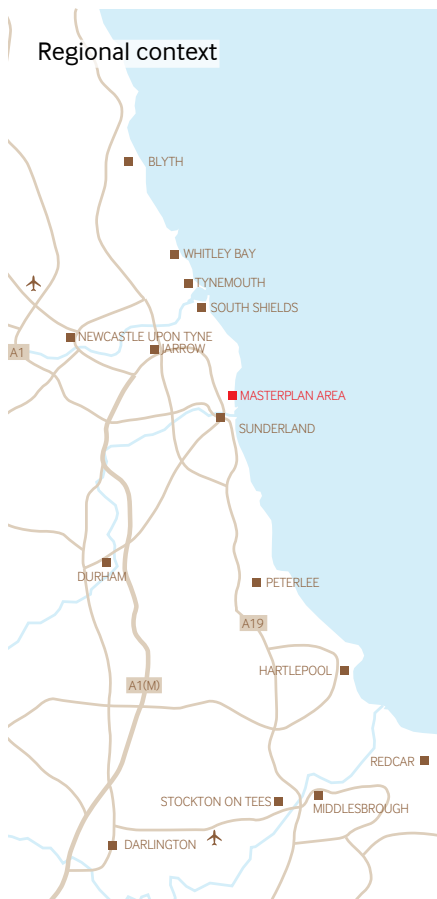 Regional context
BLYTH
WHITLEY BAY
TYNEMOUTH
SOUTH SHIELDS
NEWCASTLE UPON TYNE
JARROW
A1
MASTERPLAN AREA
SUNDERLAND
DURHAM
PETERLEE
A19
HARTLEPOOL
A1(M)
REDCAR
STOCKTON ON TEES
MIDDLESBROUGH
DARLINGTON